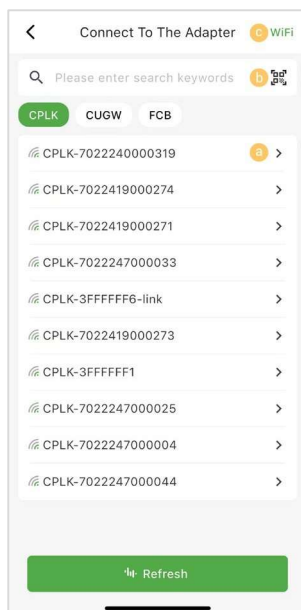 Connect To The Adapter c WiFi
Please enter search keywords b
CPLK CUGW FCB
CPLK-7022240000319 a
CPLK-7022419000274
CPLK-7022419000271
CPLK-7022247000033
CPLK-3FFFFFF6-link
CPLK-7022419000273
CPLK-3FFFFFF1
CPLK-7022247000025
CPLK-7022247000004
CPLK-7022247000044
Refresh